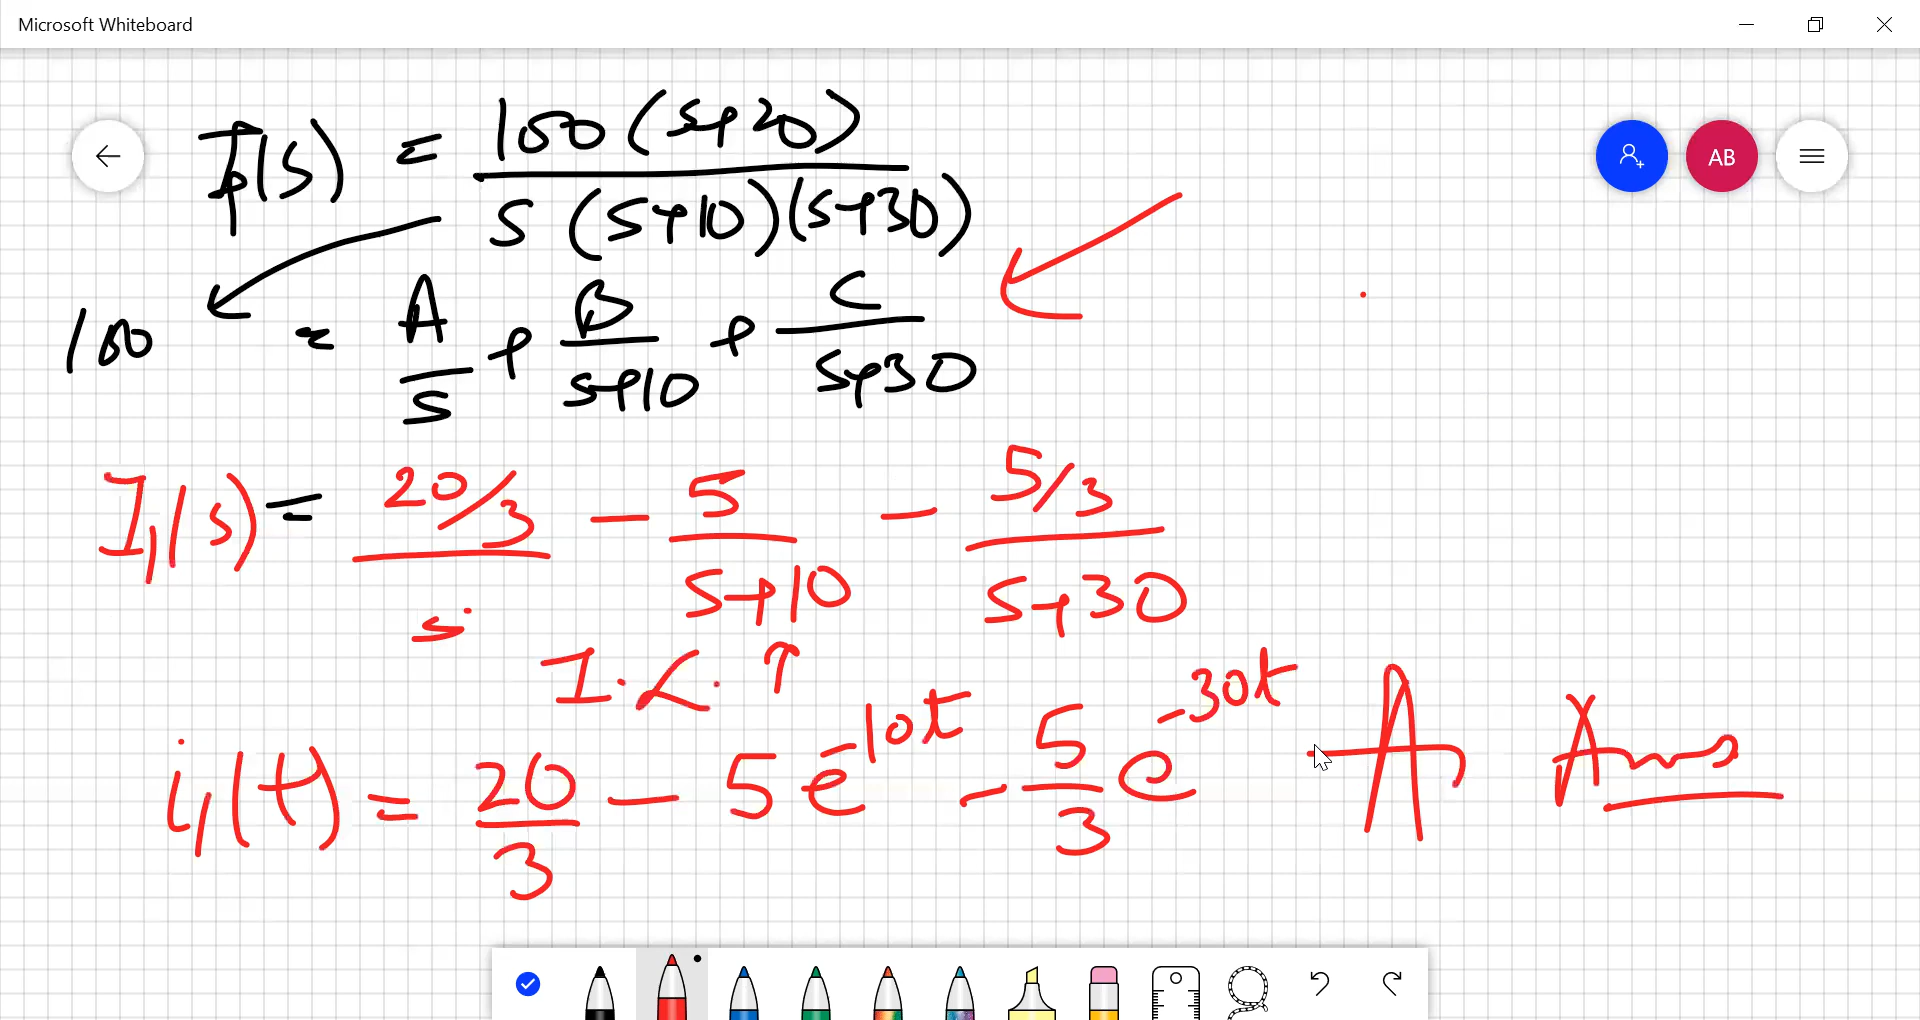 Microsoft Whiteboard
I₁(s) = 100 (s+20)
s (s+10)(s+30)
AB
100 = A/s + B/s+10 + C/s+30
I₁(s) = 20/3 / s − 5 / s+10 − 5/3 / s+30
I.L.T
i₁(t) = 20/3 − 5e^-10t − 5/3 e^-30t A Ans